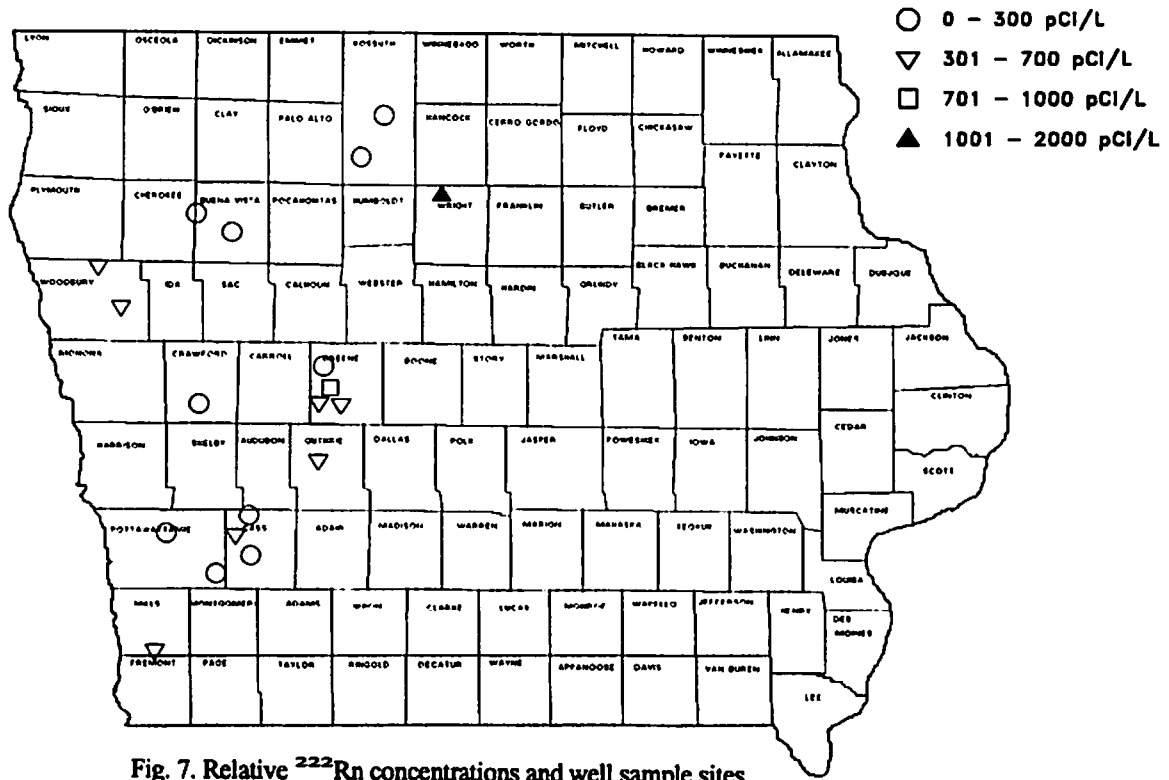 0 – 300 pCi/L
301 – 700 pCi/L
701 – 1000 pCi/L
1001 – 2000 pCi/L
LYON OSCEOLA DICKINSON EMMET KOSSUTH WINNEBAGO WORTH MITCHELL HOWARD WINNESHIEK ALLAMAKEE
SIOUX O'BRIEN CLAY PALO ALTO HANCOCK CERRO GORDO FLOYD CHICKASAW
FAYETTE CLAYTON
PLYMOUTH CHEROKEE BUENA VISTA POCAHONTAS HUMBOLDT WRIGHT FRANKLIN BUTLER BREMER
WOODBURY IDA SAC CALHOUN WEBSTER HAMILTON HARDIN GRUNDY BLACK HAWK BUCHANAN DELEWARE DUBUQUE
MONONA CRAWFORD CARROLL GREENE BOONE STORY MARSHALL TAMA BENTON LINN JONES JACKSON
CLINTON
HARRISON SHELBY AUDUBON GUTHRIE DALLAS POLK JASPER POWESHIEK IOWA JOHNSON CEDAR
SCOTT
MUSCATINE
POTTAWATTAMIE CASS ADAIR MADISON WARREN MARION MAHASKA KEOKUK WASHINGTON
LOUISA
MILLS MONTGOMERY ADAMS UNION CLARKE LUCAS MONROE WAPELLO JEFFERSON HENRY DES
MOINES
FREMONT PAGE TAYLOR RINGOLD DECATUR WAYNE APPANOOSE DAVIS VAN BUREN
LEE
Fig. 7. Relative ²²²Rn concentrations and well sample sites